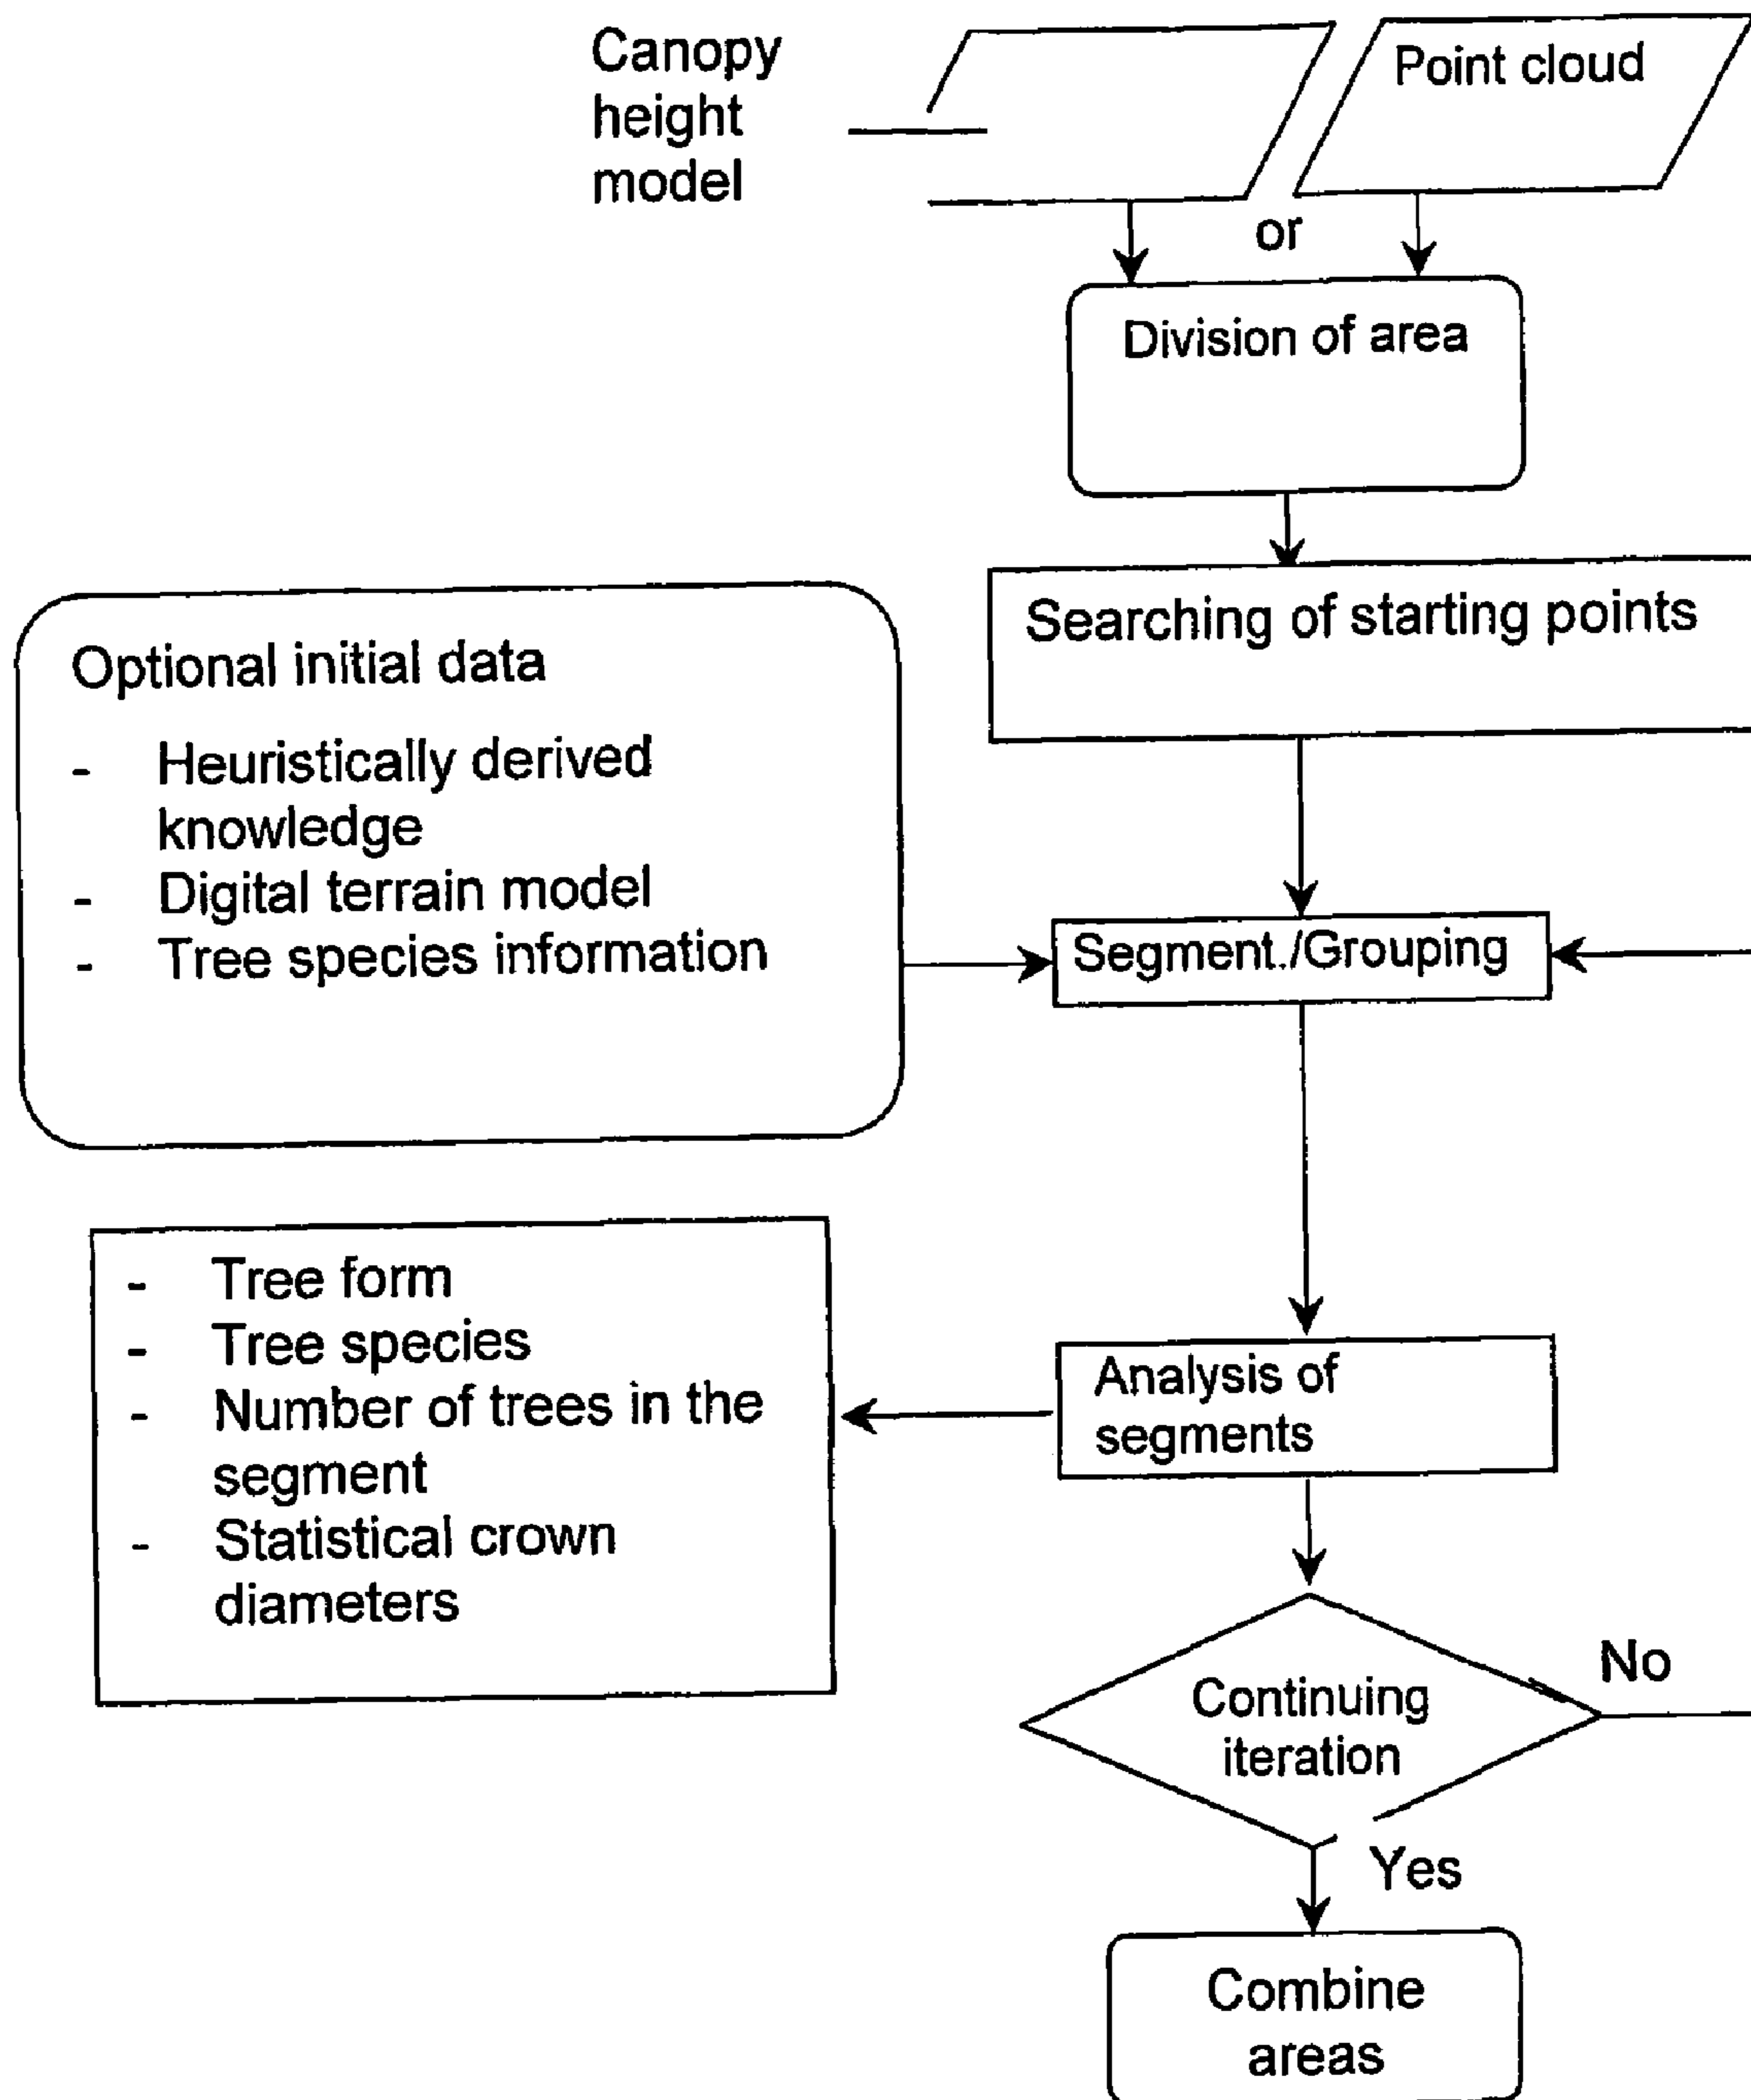 Canopy
height
model
Point cloud
or
Division of area
Searching of starting points
Optional initial data
- Heuristically derived
knowledge
- Digital terrain model
- Tree species information
Segment./Grouping
- Tree form
- Tree species
- Number of trees in the
segment
- Statistical crown
diameters
Analysis of
segments
Continuing
iteration
No
Yes
Combine
areas